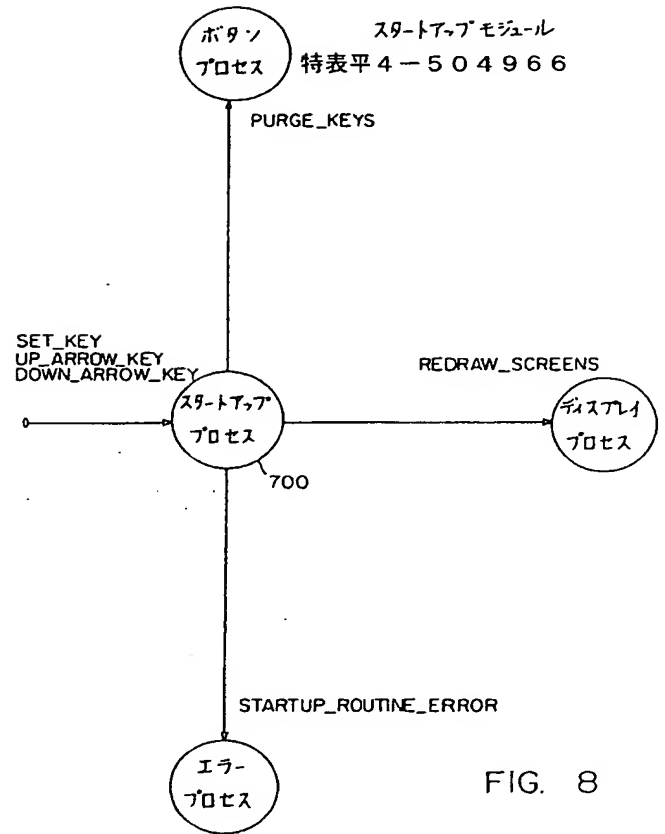 ボタン
プロセス
スタートアップ モジュール
特表平4-504966
PURGE_KEYS
SET_KEY
UP_ARROW_KEY
DOWN_ARROW_KEY
スタートアップ
プロセス
700
REDRAW_SCREENS
ディスプレイ
プロセス
STARTUP_ROUTINE_ERROR
エラー
プロセス
FIG. 8